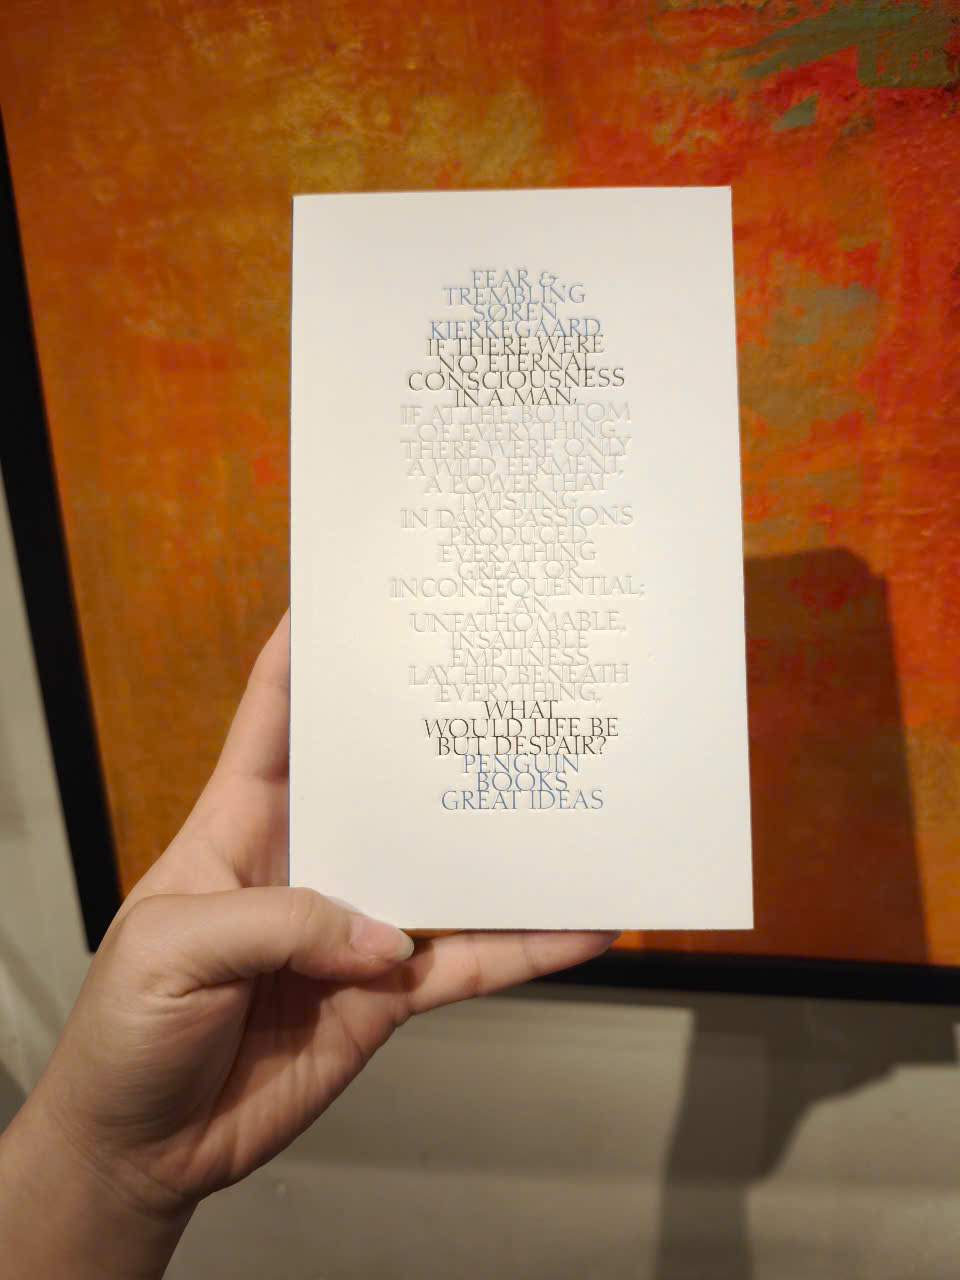 FEAR &
TREMBLING
SØREN
KIERKEGAARD
IF THERE WERE
NO ETERNAL
CONSCIOUSNESS
IN A MAN,
IF AT THE BOTTOM
OF EVERYTHING
THERE WERE ONLY
A WILD FERMENT,
A POWER THAT
TWISTING
IN DARK PASSIONS
PRODUCED
EVERYTHING
GREAT OR
INCONSEQUENTIAL;
IF AN
UNFATHOMABLE,
INSATIABLE
EMPTINESS
LAY HID BENEATH
EVERYTHING,
WHAT
WOULD LIFE BE
BUT DESPAIR?
PENGUIN
BOOKS
GREAT IDEAS